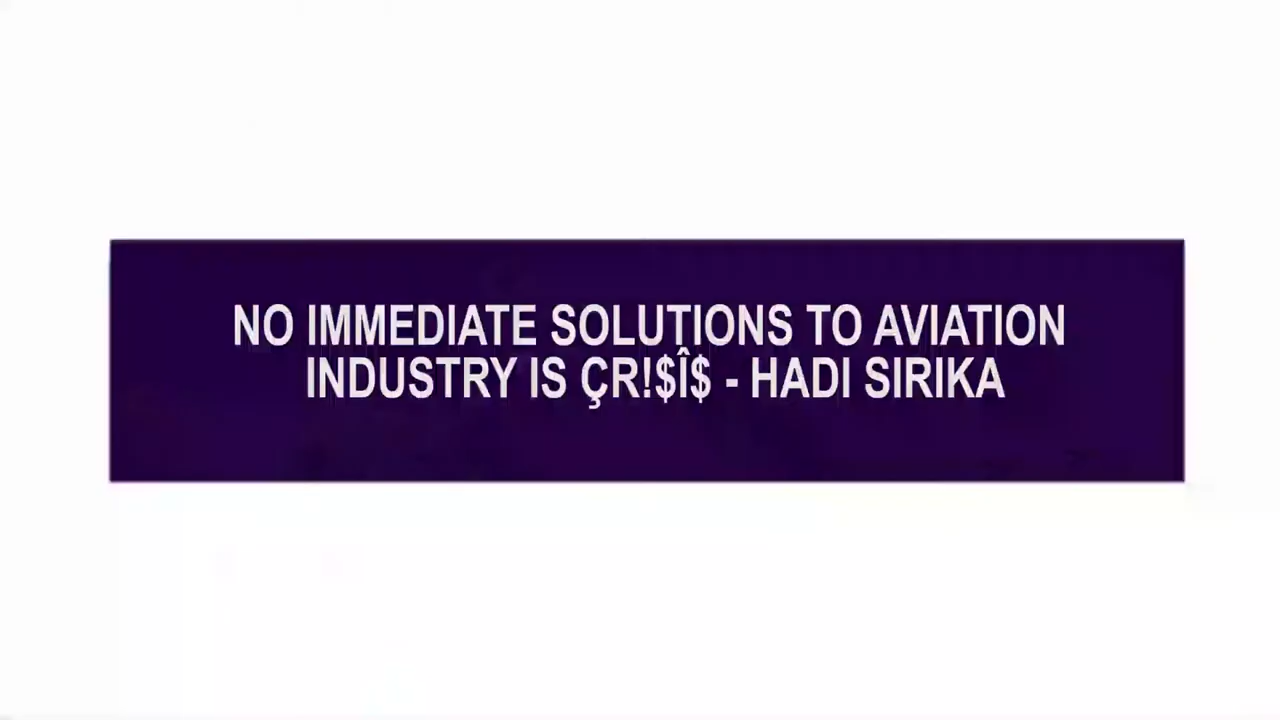 NO IMMEDIATE SOLUTIONS TO AVIATION
INDUSTRY IS ÇR!$Î$ - HADI SIRIKA